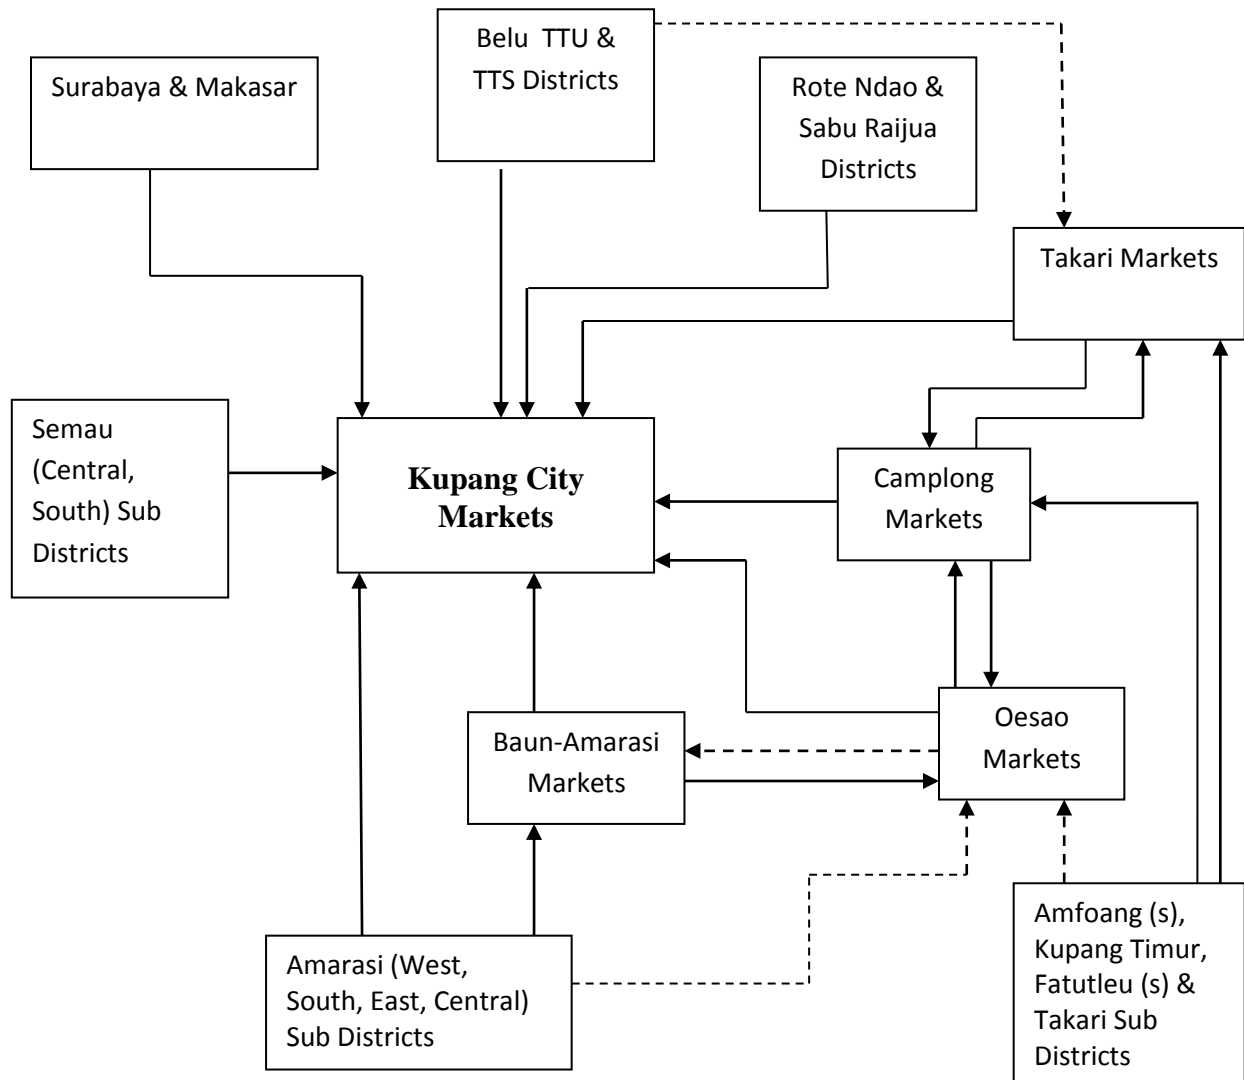 Belu  TTU &
TTS Districts
Surabaya & Makasar
Rote Ndao &
Sabu Raijua
Districts
Takari Markets
Semau
(Central,
South) Sub
Districts
Kupang City
Markets
Camplong
Markets
Oesao
Markets
Baun-Amarasi
Markets
Amarasi (West,
South, East, Central)
Sub Districts
Amfoang (s),
Kupang Timur,
Fatutleu (s) &
Takari Sub
Districts